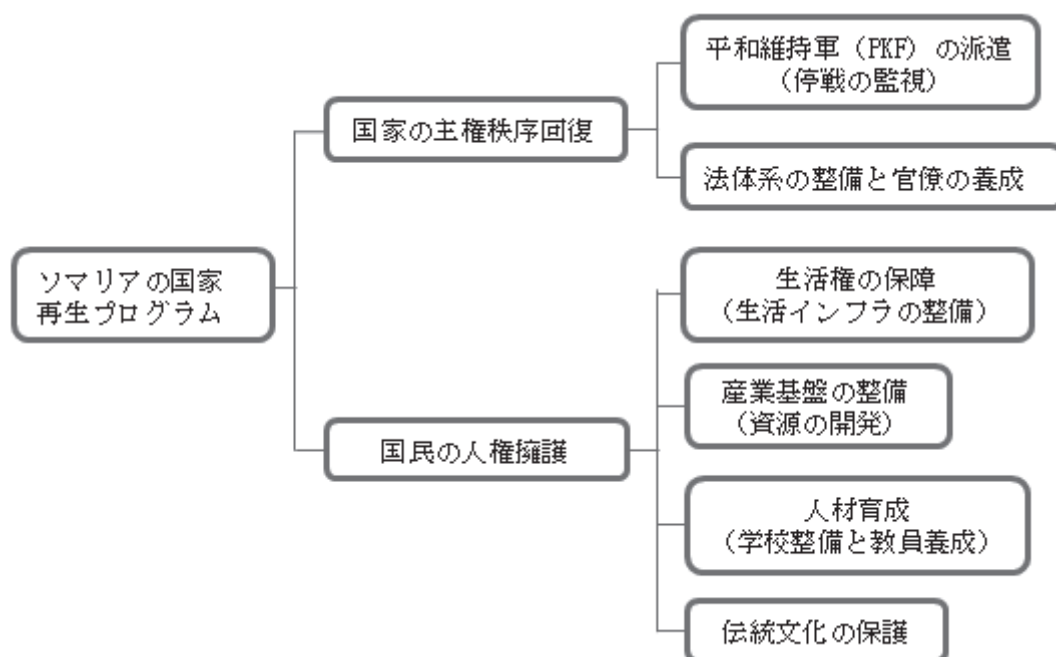 ソマリアの国家
再生プログラム
国家の主権秩序回復
平和維持軍（PKF）の派遣
（停戦の監視）
法体系の整備と官僚の養成
国民の人権擁護
生活権の保障
（生活インフラの整備）
産業基盤の整備
（資源の開発）
人材育成
（学校整備と教員養成）
伝統文化の保護